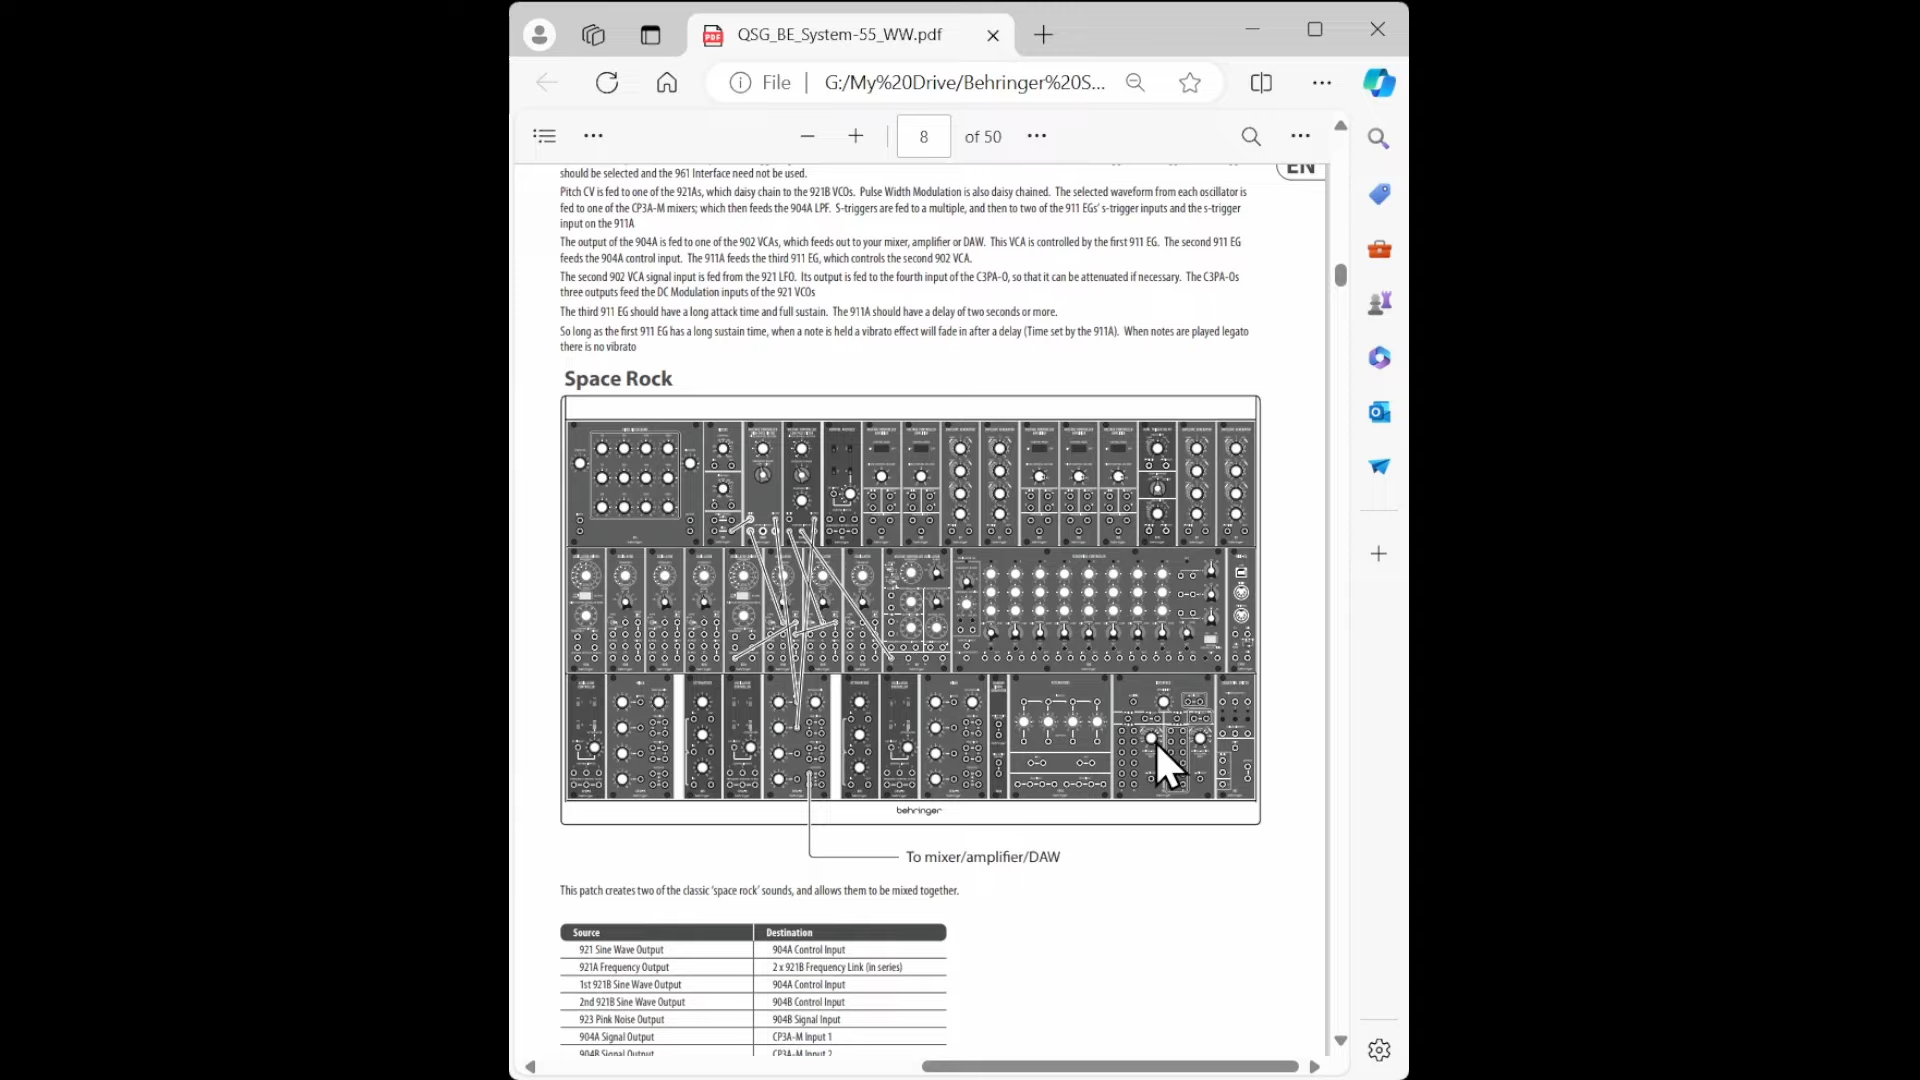 QSG_BE_System-55_WW.pdf
File
G:/My%20Drive/Behringer%20S...
8
of 50
EN
should be selected and the 961 Interface need not be used.
Pitch CV is fed to one of the 921As, which daisy chain to the 921B VCOs. Pulse Width Modulation is also daisy chained. The selected waveform from each oscillator is
fed to one of the CP3A-M mixers; which then feeds the 904A LPF. S-triggers are fed to a multiple, and then to two of the 911 EGs' s-trigger inputs and the s-trigger
input on the 911A
The output of the 904A is fed to one of the 902 VCAs, which feeds out to your mixer, amplifier or DAW. This VCA is controlled by the first 911 EG. The second 911 EG
feeds the 904A control input. The 911A feeds the third 911 EG, which controls the second 902 VCA.
The second 902 VCA signal input is fed from the 921 LFO. Its output is fed to the fourth input of the C3PA-O, so that it can be attenuated if necessary. The C3PA-Os
three outputs feed the DC Modulation inputs of the 921 VCOs
The third 911 EG should have a long attack time and full sustain. The 911A should have a delay of two seconds or more.
So long as the first 911 EG has a long sustain time, when a note is held a vibrato effect will fade in after a delay (Time set by the 911A). When notes are played legato
there is no vibrato
Space Rock
behringer
To mixer/amplifier/DAW
This patch creates two of the classic 'space rock' sounds, and allows them to be mixed together.
Source Destination
921 Sine Wave Output 904A Control Input
921A Frequency Output 2 x 921B Frequency Link (in series)
1st 921B Sine Wave Output 904A Control Input
2nd 921B Sine Wave Output 904B Control Input
923 Pink Noise Output 904B Signal Input
904A Signal Output CP3A-M Input 1
904B Signal Output CP3A-M Input 2